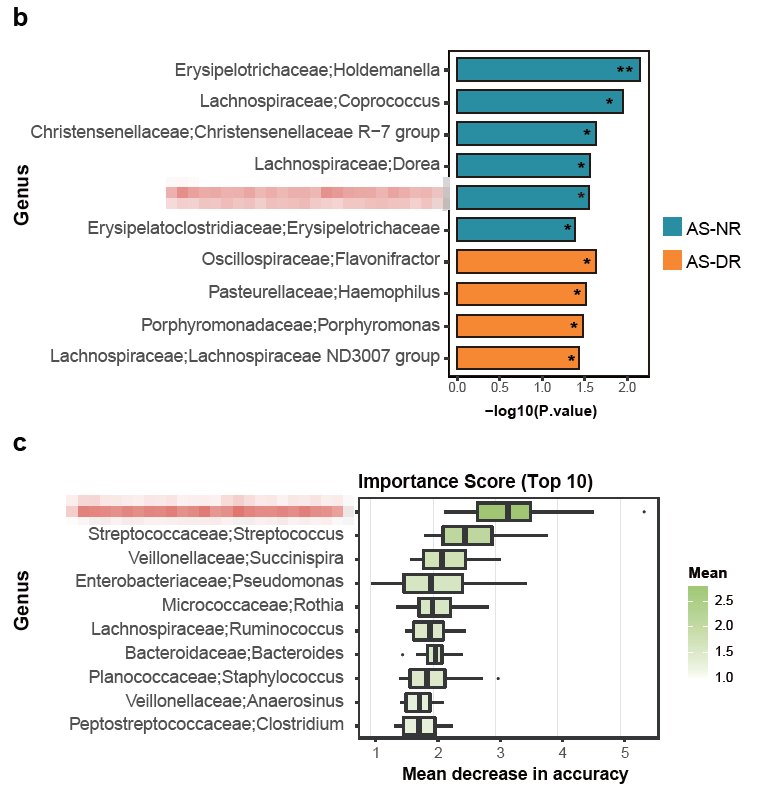 b
Erysipelotrichaceae;Holdemanella
Lachnospiraceae;Coprococcus
Christensenellaceae;Christensenellaceae R−7 group
Lachnospiraceae;Dorea
Erysipelatoclostridiaceae;Erysipelotrichaceae
Oscillospiraceae;Flavonifractor
Pasteurellaceae;Haemophilus
Porphyromonadaceae;Porphyromonas
Lachnospiraceae;Lachnospiraceae ND3007 group
Genus
**
*
*
*
*
*
*
*
*
*
0.0 0.5 1.0 1.5 2.0
−log10(P.value)
AS-NR
AS-DR
c
Importance Score (Top 10)
Streptococcaceae;Streptococcus
Veillonellaceae;Succinispira
Enterobacteriaceae;Pseudomonas
Micrococcaceae;Rothia
Lachnospiraceae;Ruminococcus
Bacteroidaceae;Bacteroides
Planococcaceae;Staphylococcus
Veillonellaceae;Anaerosinus
Peptostreptococcaceae;Clostridium
Genus
1 2 3 4 5
Mean decrease in accuracy
Mean
2.5
2.0
1.5
1.0